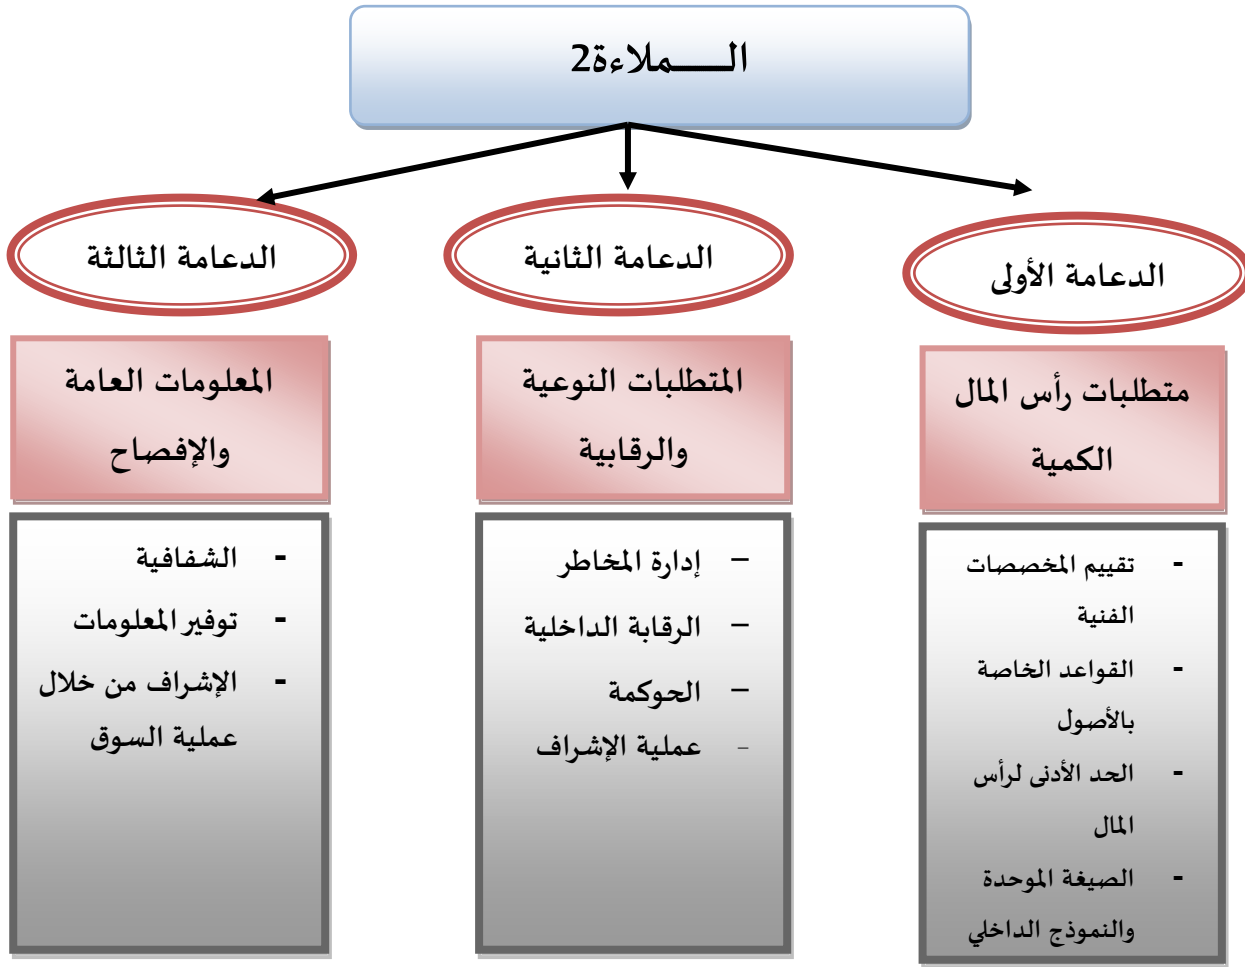 الـــــملاءة2
الدعامة الأولى
متطلبات رأس المال
الكمية
- تقييم المخصصات
الفنية
- القواعد الخاصة
بالأصول
- الحد الأدنى لرأس
المال
- الصيغة الموحدة
والنموذج الداخلي
الدعامة الثانية
المتطلبات النوعية
والرقابية
– إدارة المخاطر
– الرقابة الداخلية
– الحوكمة
- عملية الإشراف
الدعامة الثالثة
المعلومات العامة
والإفصاح
- الشفافية
- توفير المعلومات
- الإشراف من خلال
عملية السوق